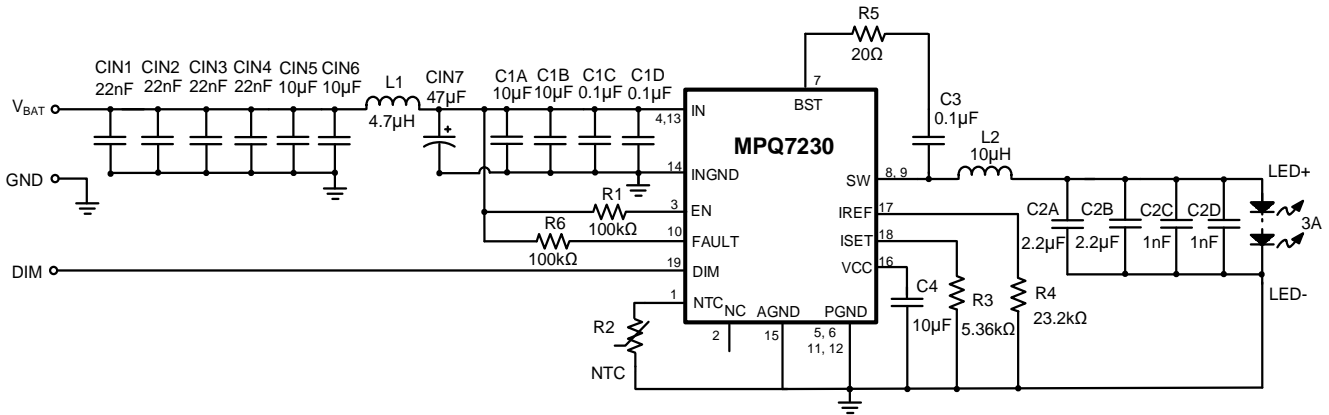 R5
20Ω
7
BST
CIN1
22nF
CIN2
22nF
CIN3
22nF
CIN4
22nF
CIN5
10µF
CIN6
10µF
L1
4.7µH
CIN7
47µF
+
C1A
10µF
C1B
10µF
C1C
0.1µF
C1D
0.1µF
VBAT
4,13
IN
MPQ7230
C3
0.1µF
L2
10µH
LED+
GND
14
INGND
SW
8, 9
R1
100kΩ
3
EN
IREF
17
C2A
2.2µF
C2B
2.2µF
C2C
1nF
C2D
1nF
3A
R6
100kΩ
10
FAULT
ISET
18
DIM
19
DIM
VCC
16
C4
10µF
R3
5.36kΩ
R4
23.2kΩ
LED-
1
NTC
NC
2
AGND
15
PGND
5, 6
11, 12
R2
NTC